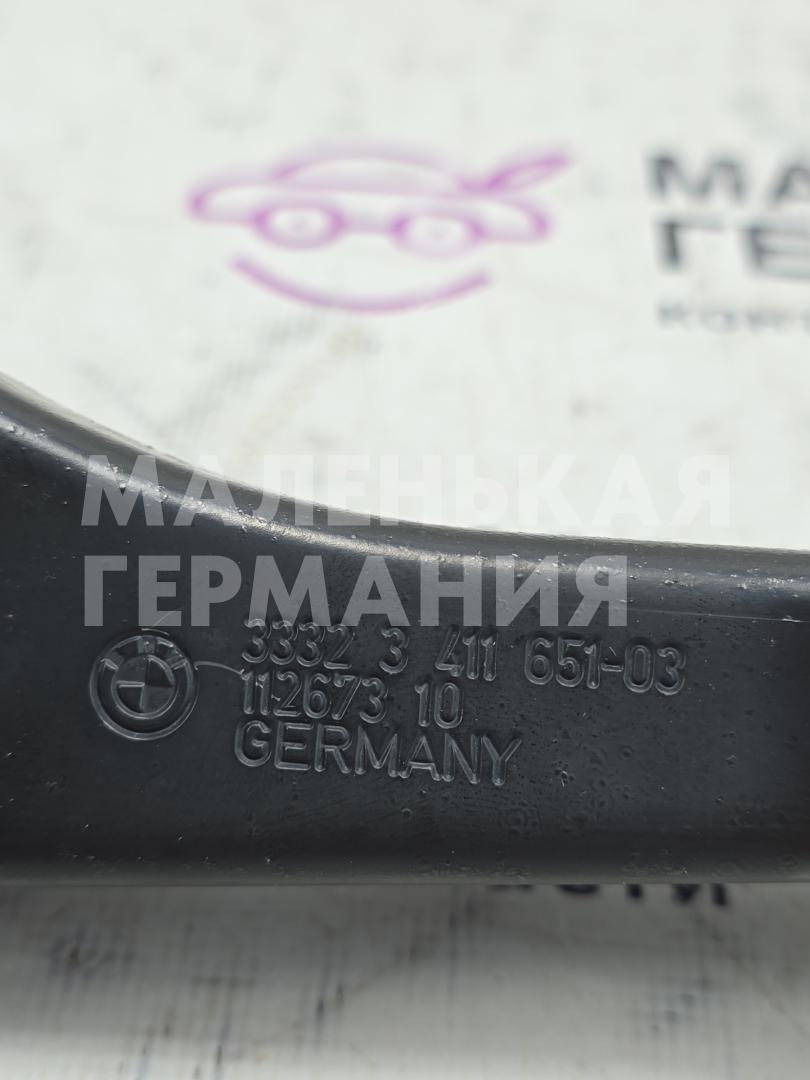 МА
ГЕ
МАЛЕНЬКАЯ
ГЕРМАНИЯ
3332 3 411 651-03
112673 10
GERMANY